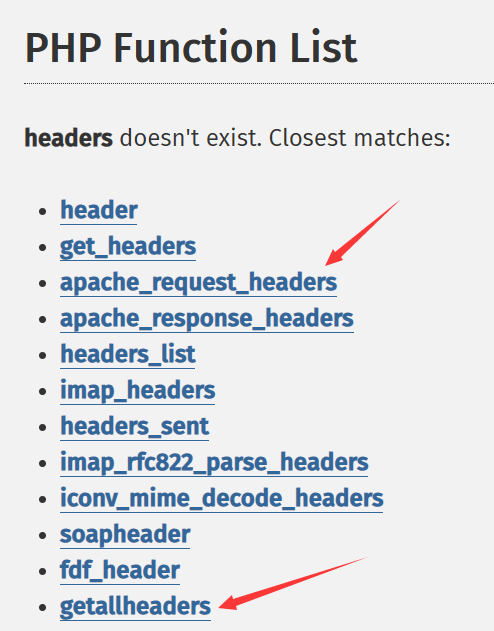 PHP Function List
headers doesn't exist. Closest matches:
header
get_headers
apache_request_headers
apache_response_headers
headers_list
imap_headers
headers_sent
imap_rfc822_parse_headers
iconv_mime_decode_headers
soapheader
fdf_header
getallheaders